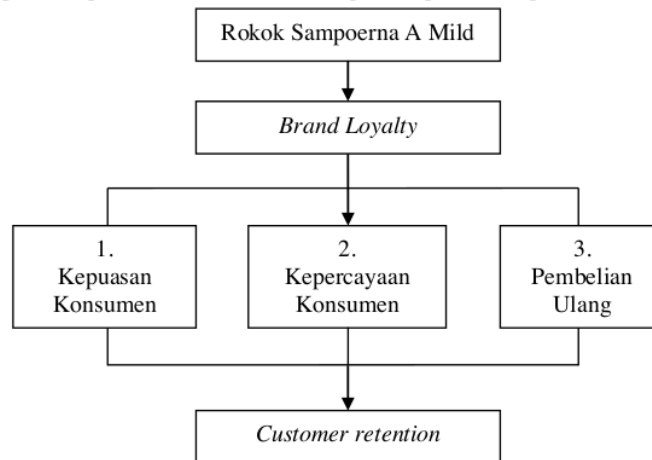 Rokok Sampoerna A Mild
Brand Loyalty
1.
Kepuasan
Konsumen
2.
Kepercayaan
Konsumen
3.
Pembelian
Ulang
Customer retention